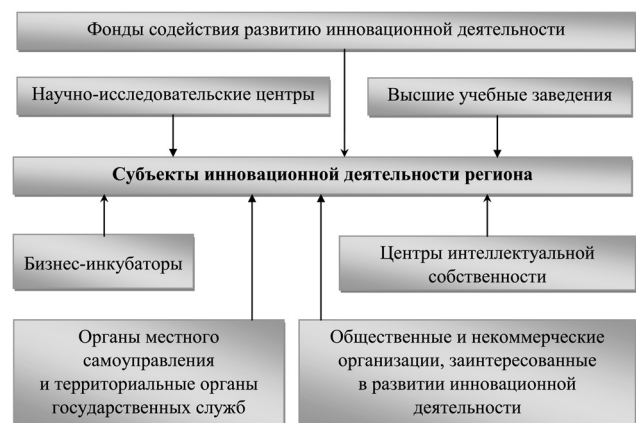 Фонды содействия развитию инновационной деятельности
Научно-исследовательские центры
Высшие учебные заведения
Субъекты инновационной деятельности региона
Бизнес-инкубаторы
Центры интеллектуальной
собственности
Органы местного
самоуправления
и территориальные органы
государственных служб
Общественные и некоммерческие
организации, заинтересованные
в развитии инновационной
деятельности